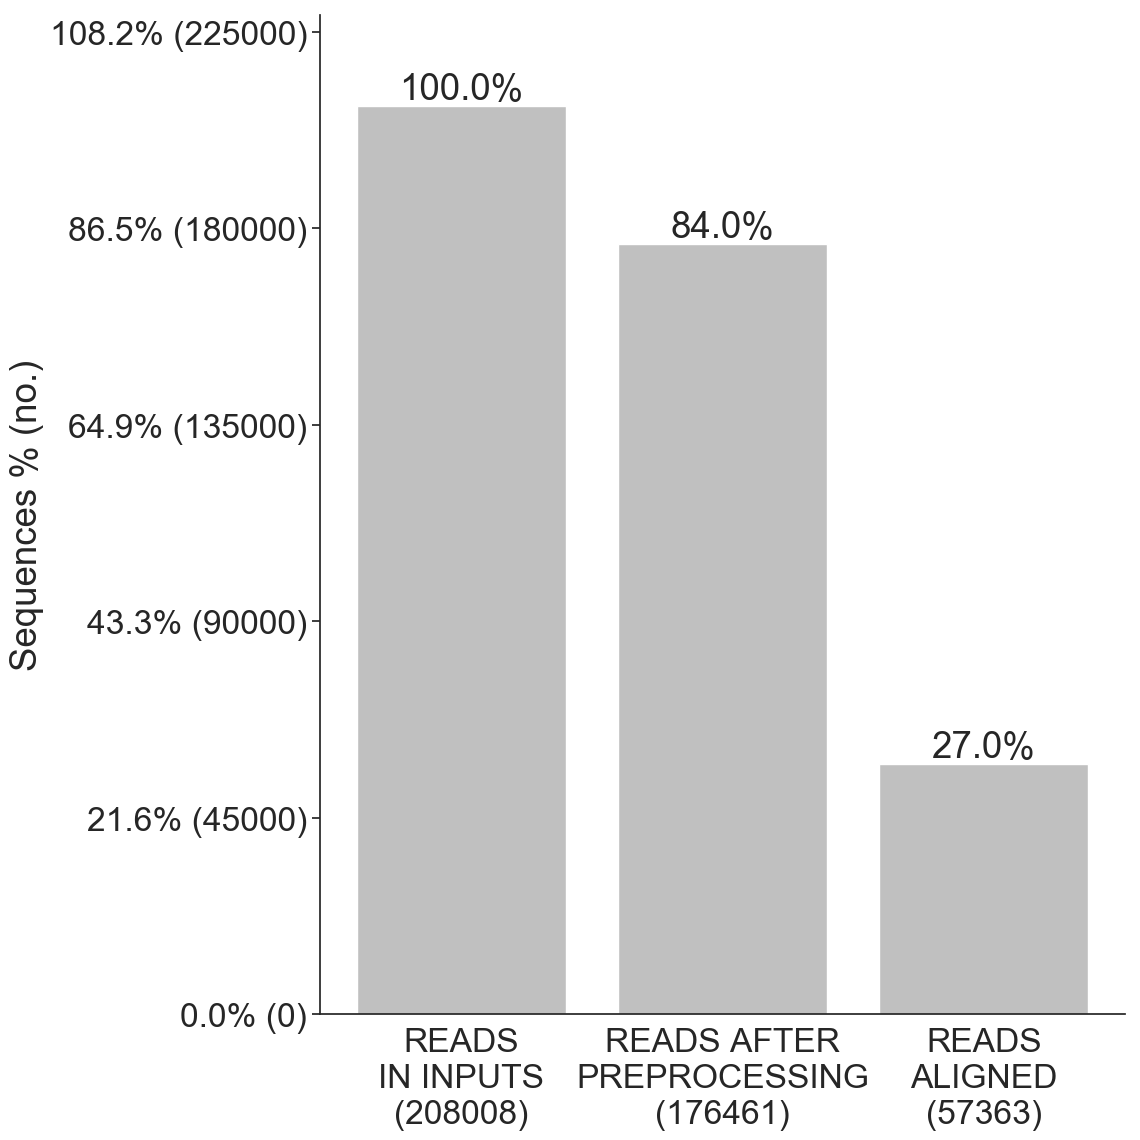 Sequences % (no.)
108.2% (225000)
86.5% (180000)
64.9% (135000)
43.3% (90000)
21.6% (45000)
0.0% (0)
100.0%
84.0%
27.0%
READS
IN INPUTS
(208008)
READS AFTER
PREPROCESSING
(176461)
READS
ALIGNED
(57363)